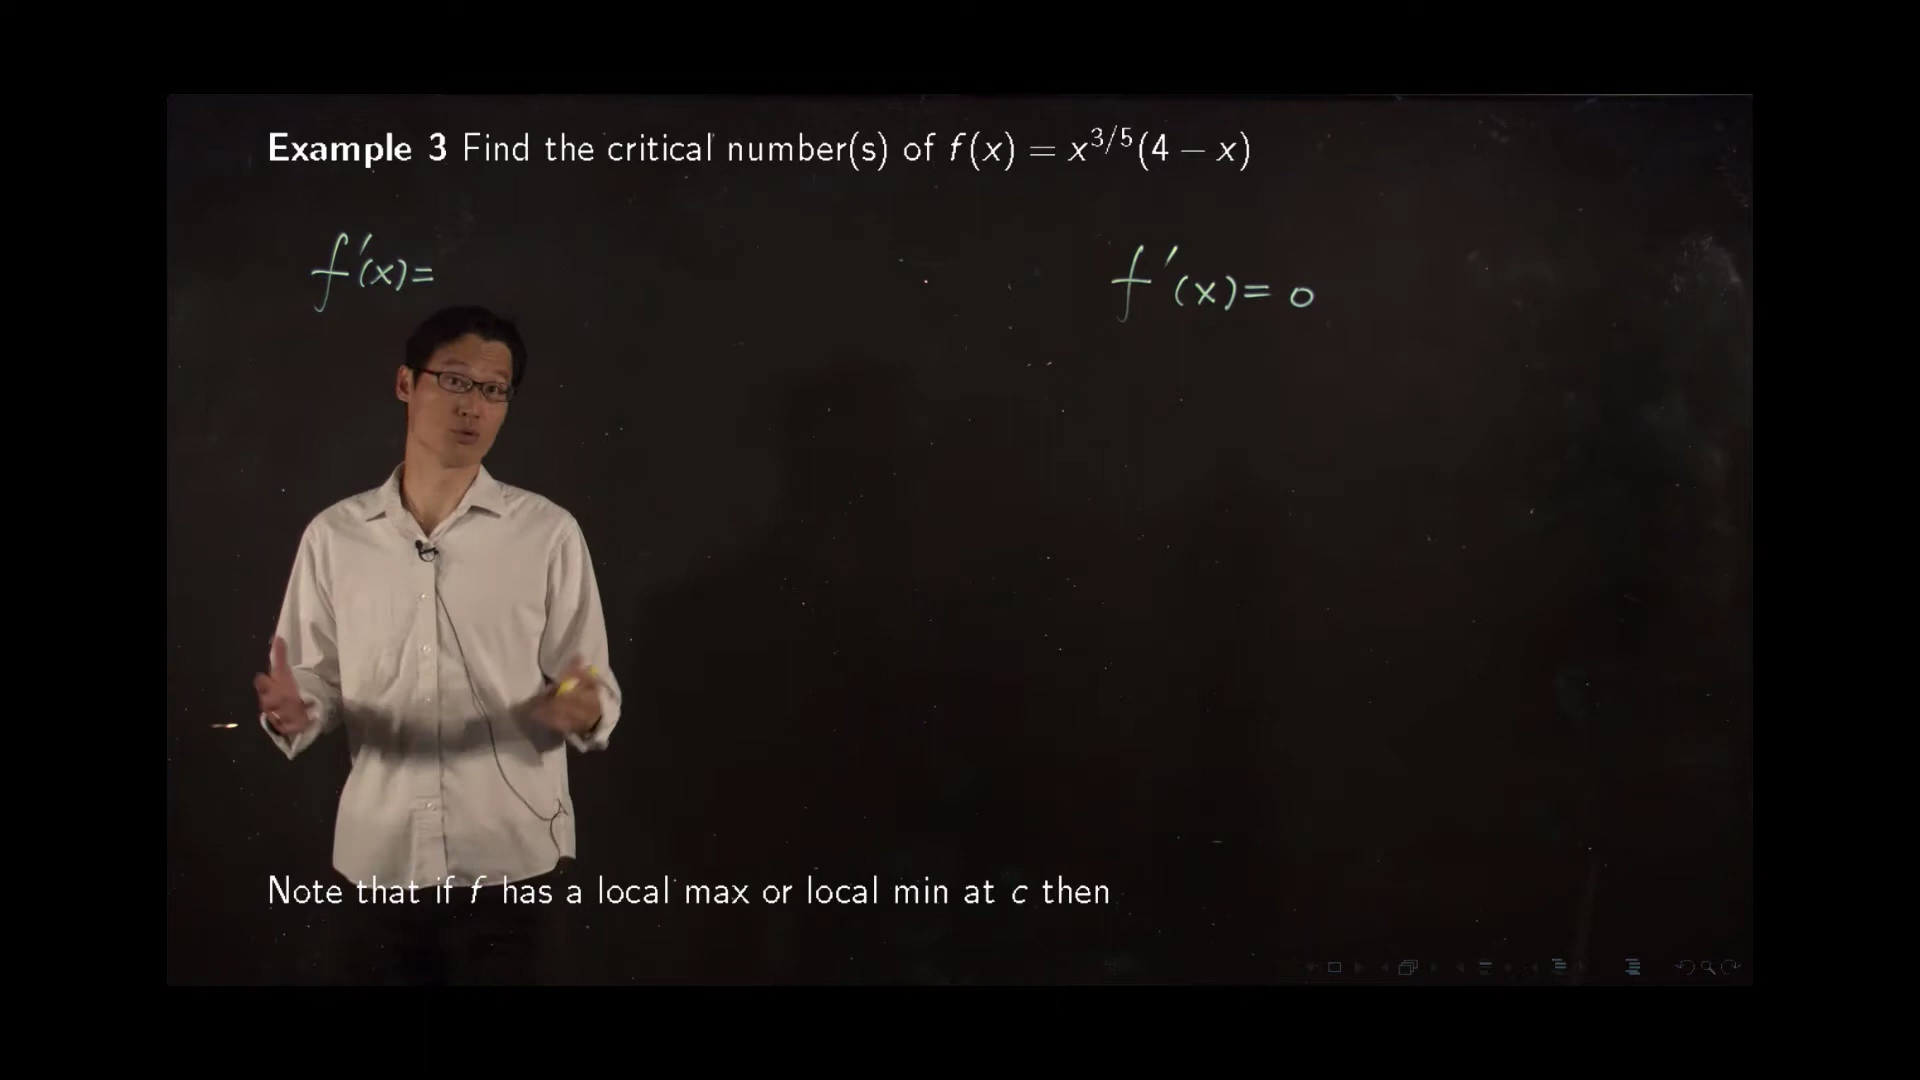 Example 3 Find the critical number(s) of f(x) = x^{3/5}(4 − x)
f'(x)=
f'(x)= 0
Note that if f has a local max or local min at c then